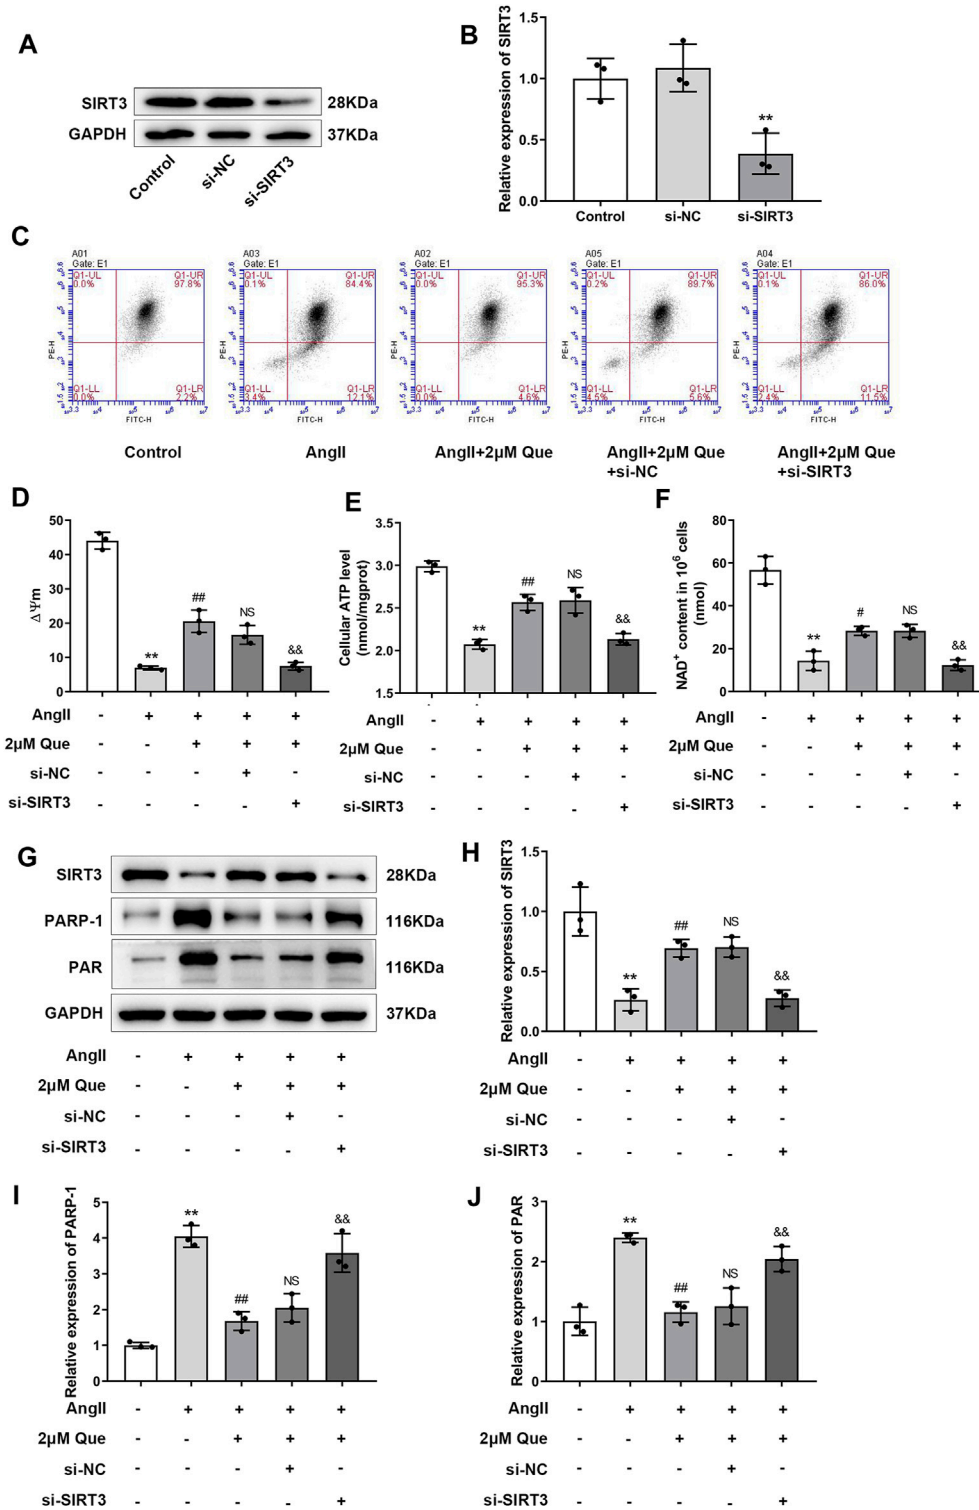 A
SIRT3
28KDa
GAPDH
37KDa
Control
si-NC
si-SIRT3
B
Relative expression of SIRT3
1.5
1.0
0.5
0.0
**
Control
si-NC
si-SIRT3
C
A01
Gate: E1
Q1-UL
0.0%
Q1-UR
97.8%
Q1-LL
0.0%
Q1-LR
2.2%
PE-H
FITC-H
Control
A03
Gate: E1
Q1-UL
0.1%
Q1-UR
84.4%
Q1-LL
3.4%
Q1-LR
12.1%
PE-H
FITC-H
AngII
A02
Gate: E1
Q1-UL
0.0%
Q1-UR
95.3%
Q1-LL
0.0%
Q1-LR
4.6%
PE-H
FITC-H
AngII+2μM Que
A05
Gate: E1
Q1-UL
0.2%
Q1-UR
89.7%
Q1-LL
4.5%
Q1-LR
5.6%
PE-H
FITC-H
AngII+2μM Que
+si-NC
A04
Gate: E1
Q1-UL
0.1%
Q1-UR
86.0%
Q1-LL
2.4%
Q1-LR
11.5%
PE-H
FITC-H
AngII+2μM Que
+si-SIRT3
D
ΔΨm
50
40
30
20
10
0
** ## NS &&
AngII - + + + +
2μM Que - - + + +
si-NC - - - + -
si-SIRT3 - - - - +
E
Cellular ATP level
(nmol/mgprot)
3.5
3.0
2.5
2.0
1.5
** ## NS &&
AngII - + + + +
2μM Que - - + + +
si-NC - - - + -
si-SIRT3 - - - - +
F
NAD+ content in 10⁶ cells
(nmol)
80
60
40
20
0
** # NS &&
AngII - + + + +
2μM Que - - + + +
si-NC - - - + -
si-SIRT3 - - - - +
G
SIRT3
28KDa
PARP-1
116KDa
PAR
116KDa
GAPDH
37KDa
AngII - + + + +
2μM Que - - + + +
si-NC - - - + -
si-SIRT3 - - - - +
H
Relative expression of SIRT3
1.5
1.0
0.5
0.0
** ## NS &&
AngII - + + + +
2μM Que - - + + +
si-NC - - - + -
si-SIRT3 - - - - +
I
Relative expression of PARP-1
5
4
3
2
1
0
** ## NS &&
AngII - + + + +
2μM Que - - + + +
si-NC - - - + -
si-SIRT3 - - - - +
J
Relative expression of PAR
3
2
1
0
** ## NS &&
AngII - + + + +
2μM Que - - + + +
si-NC - - - + -
si-SIRT3 - - - - +